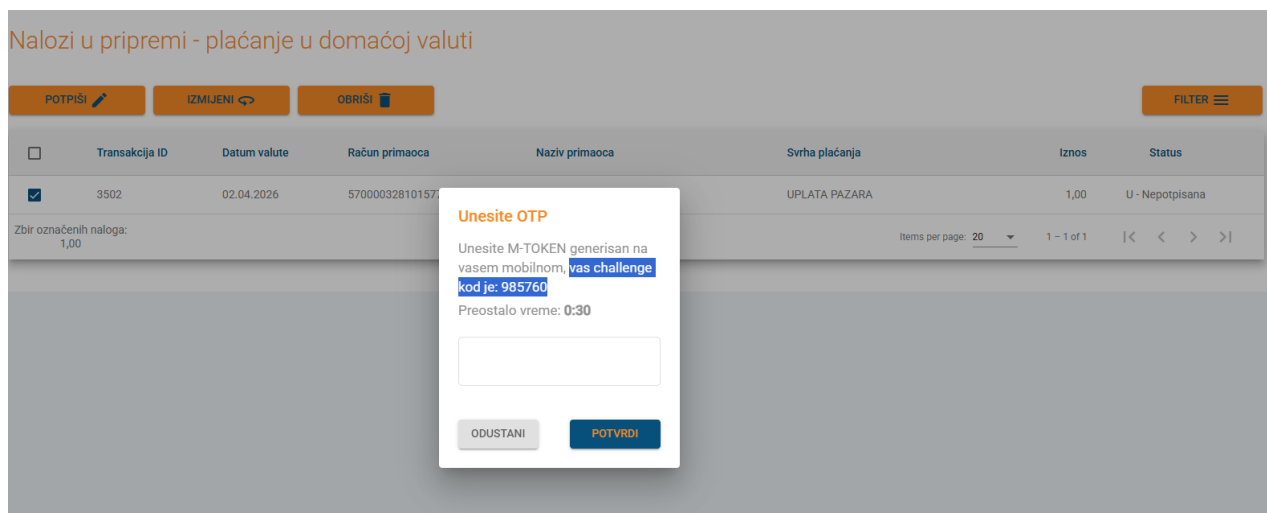 Nalozi u pripremi - plaćanje u domaćoj valuti
POTPIŠI IZMIJENI OBRIŠI FILTER
Transakcija ID Datum valute Račun primaoca Naziv primaoca Svrha plaćanja Iznos Status
3502 02.04.2026 UPLATA PAZARA 1,00 U - Nepotpisana
Zbir označenih naloga:
1,00
Items per page: 20 1 – 1 of 1
Unesite OTP
Unesite M-TOKEN generisan na
vasem mobilnom, vas challenge
kod je: 985760
Preostalo vreme: 0:30
ODUSTANI POTVRDI